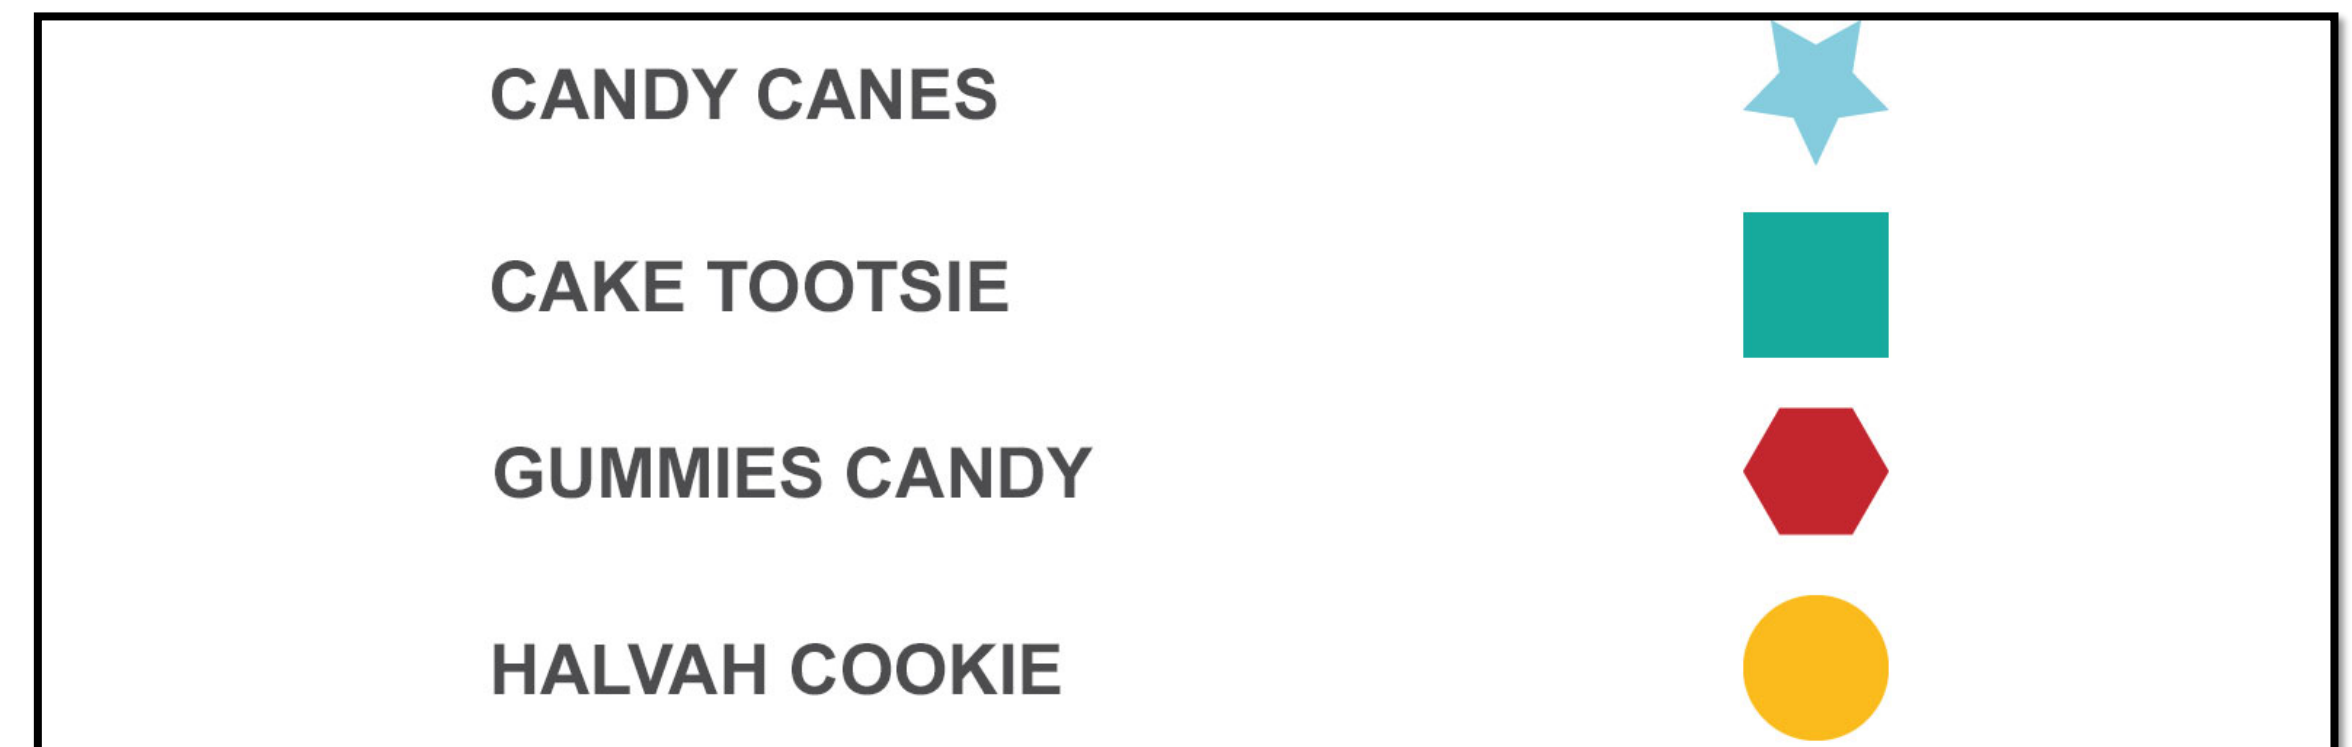 CANDY CANES
CAKE TOOTSIE
GUMMIES CANDY
HALVAH COOKIE